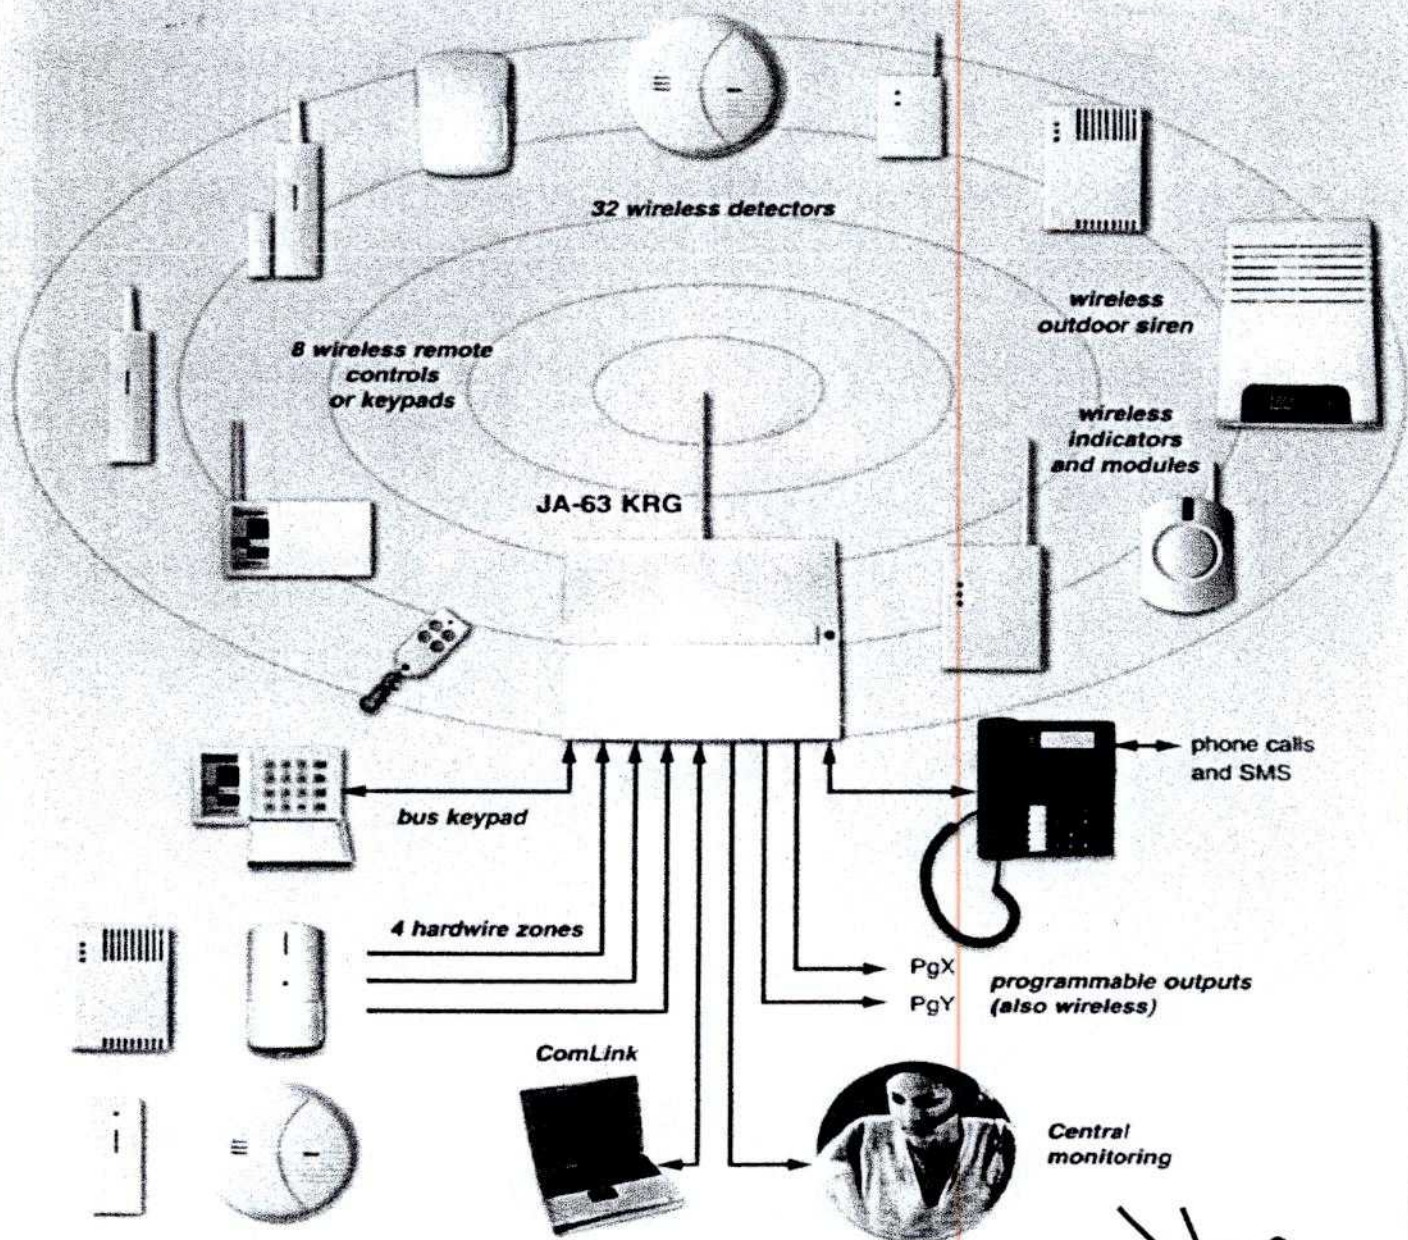 32 wireless detectors
wireless
outdoor siren
8 wireless remote
controls
or keypads
wireless
indicators
and modules
JA-63 KRG
phone calls
and SMS
bus keypad
4 hardwire zones
PgX
PgY
programmable outputs
(also wireless)
ComLink
Central
monitoring